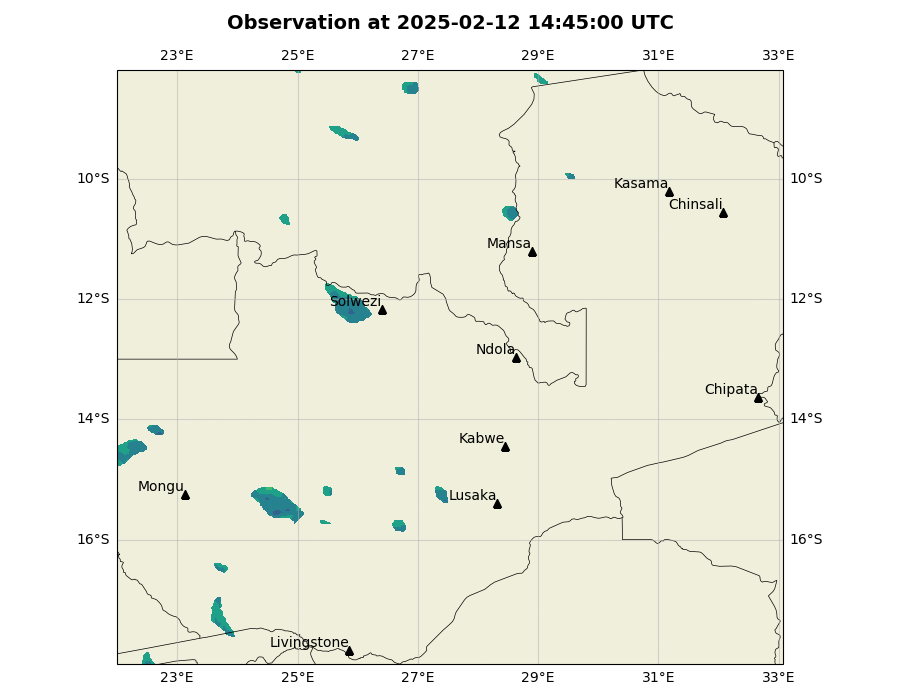 Observation at 2025-02-12 14:45:00 UTC
23°E 25°E 27°E 29°E 31°E 33°E
10°S 10°S
Kasama
Chinsali
Mansa
12°S 12°S
Solwezi
Ndola
Chipata
14°S 14°S
Kabwe
Mongu
Lusaka
16°S 16°S
Livingstone
23°E 25°E 27°E 29°E 31°E 33°E